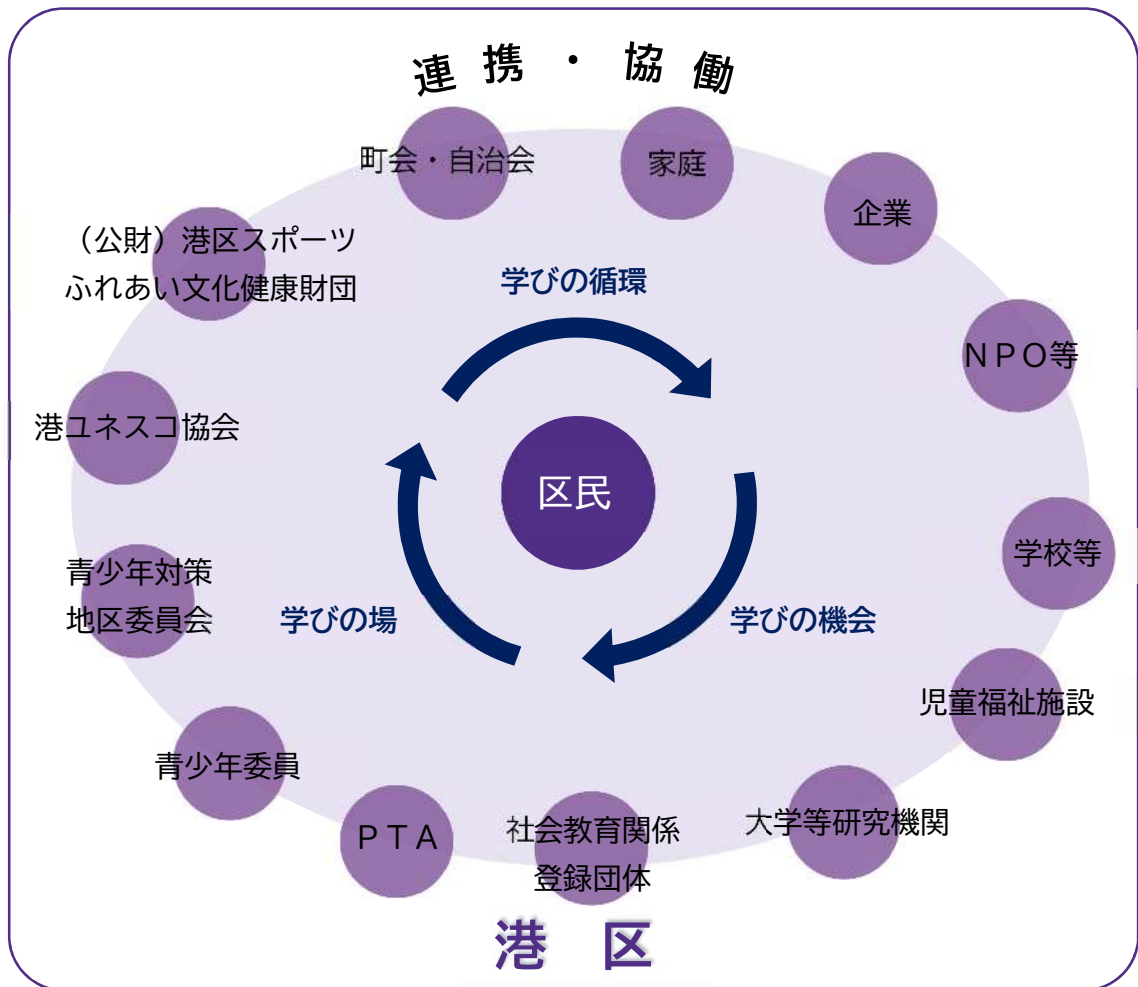 連携・協働
町会・自治会
家庭
企業
（公財）港区スポーツ
ふれあい文化健康財団
学びの循環
ＮＰＯ等
港ユネスコ協会
区民
学校等
青少年対策
地区委員会
学びの場
学びの機会
児童福祉施設
青少年委員
ＰＴＡ
社会教育関係
登録団体
大学等研究機関
港 区